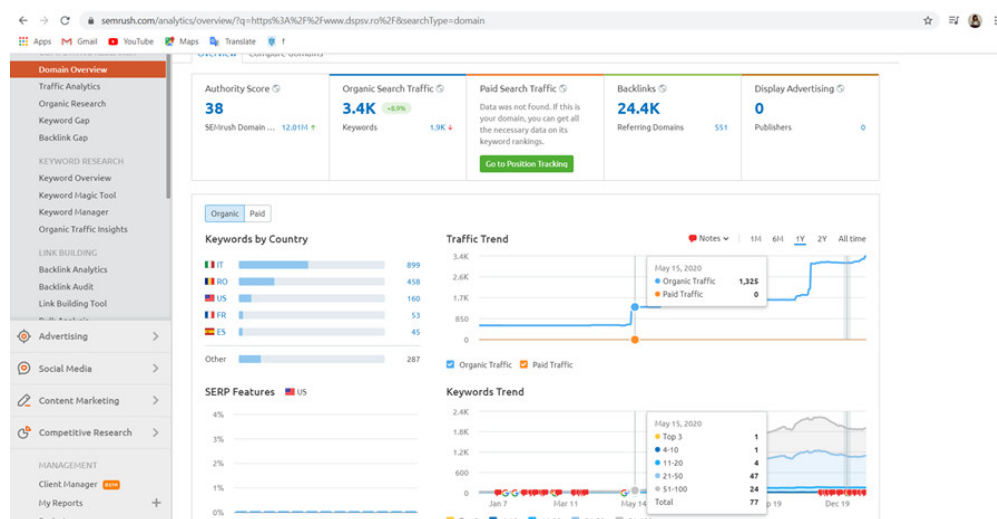 semrush.com/analytics/overview/?q=https%3A%2F%2Fwww.dspsv.ro%2F&searchType=domain
Apps Gmail YouTube Maps Translate f
Domain Overview
Traffic Analytics
Organic Research
Keyword Gap
Backlink Gap
KEYWORD RESEARCH
Keyword Overview
Keyword Magic Tool
Keyword Manager
Organic Traffic Insights
LINK BUILDING
Backlink Analytics
Backlink Audit
Link Building Tool
Advertising
Social Media
Content Marketing
Competitive Research
MANAGEMENT
Client Manager BETA
My Reports
Overview Compare domains
Authority Score
38
SEMrush Domain ... 12.01M ↑
Organic Search Traffic
3.4K +8.9%
Keywords 1.9K ↓
Paid Search Traffic
Data was not found. If this is
your domain, you can get all
the necessary data on its
keyword rankings.
Go to Position Tracking
Backlinks
24.4K
Referring Domains 551
Display Advertising
0
Publishers 0
Organic Paid
Keywords by Country
IT 899
RO 458
US 160
FR 53
ES 45
Other 287
SERP Features US
4%
3%
2%
1%
0%
Traffic Trend
Notes 1M 6M 1Y 2Y All time
3.4K
2.6K
1.7K
850
0
May 15, 2020
Organic Traffic 1,325
Paid Traffic 0
Organic Traffic Paid Traffic
Keywords Trend
2.4K
1.8K
1.2K
600
0
May 15, 2020
Top 3 1
4-10 1
11-20 4
21-50 47
51-100 24
Total 77
Jan 7 Mar 11 May 14 p 19 Dec 19